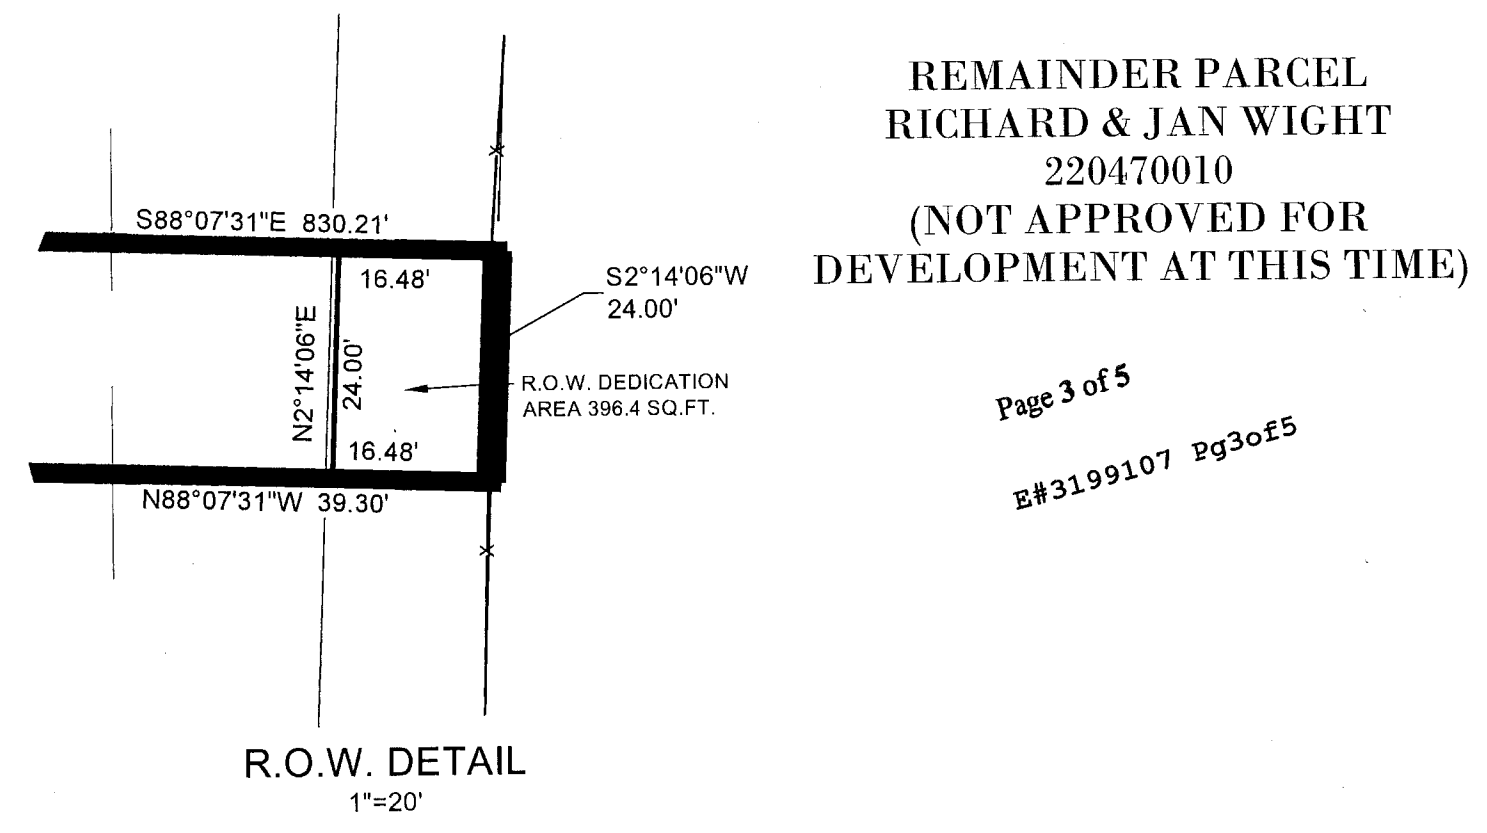 S88°07'31"E 830.21'
16.48'
S2°14'06"W
24.00'
N2°14'06"E
24.00'
R.O.W. DEDICATION
AREA 396.4 SQ.FT.
16.48'
N88°07'31"W 39.30'
R.O.W. DETAIL
1"=20'
REMAINDER PARCEL
RICHARD & JAN WIGHT
220470010
(NOT APPROVED FOR
DEVELOPMENT AT THIS TIME)
Page 3 of 5
E#3199107 Pg3of5